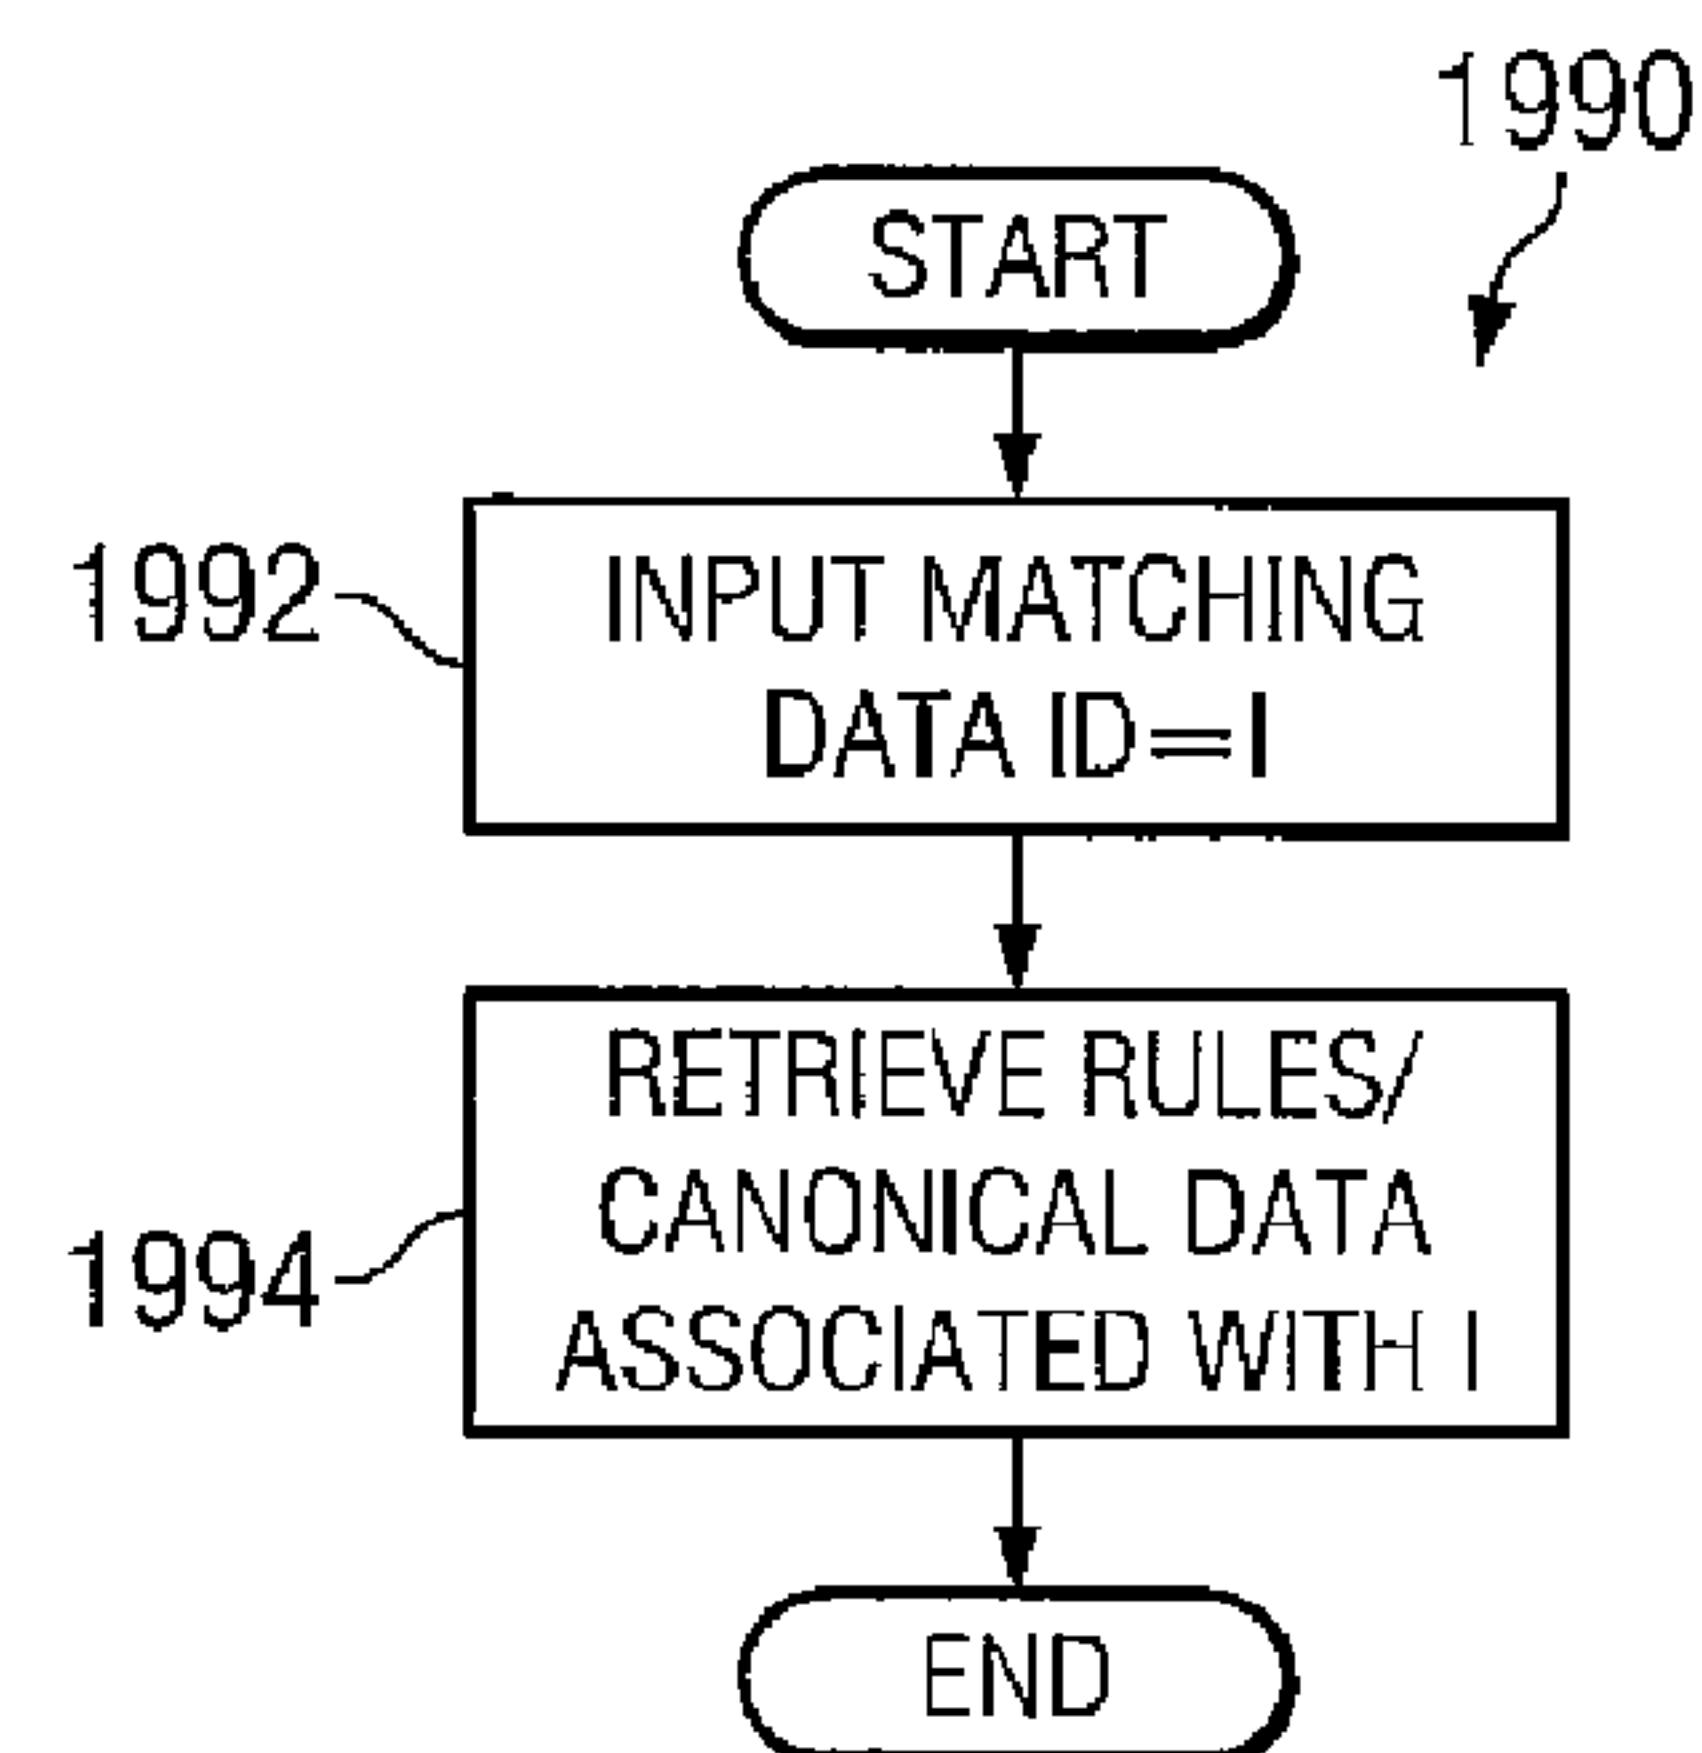 1990
START
1992
INPUT MATCHING
DATA ID=I
RETRIEVE RULES/
CANONICAL DATA
1994
ASSOCIATED WITH I
END